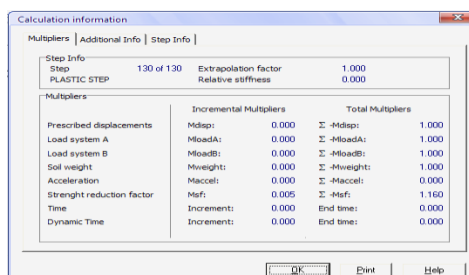 Calculation information
Multipliers Additional Info Step Info
Step Info
Step 130 of 130 Extrapolation factor 1.000
PLASTIC STEP Relative stiffness 0.000
Multipliers
Incremental Multipliers Total Multipliers
Prescribed displacements Mdisp: 0.000 Σ -Mdisp: 1.000
Load system A MloadA: 0.000 Σ -MloadA: 1.000
Load system B MloadB: 0.000 Σ -MloadB: 1.000
Soil weight Mweight: 0.000 Σ -Mweight: 1.000
Acceleration Maccel: 0.000 Σ -Maccel: 0.000
Strenght reduction factor Msf: 0.005 Σ -Msf: 1.160
Time Increment: 0.000 End time: 0.000
Dynamic Time Increment: 0.000 End time: 0.000
OK Print Help